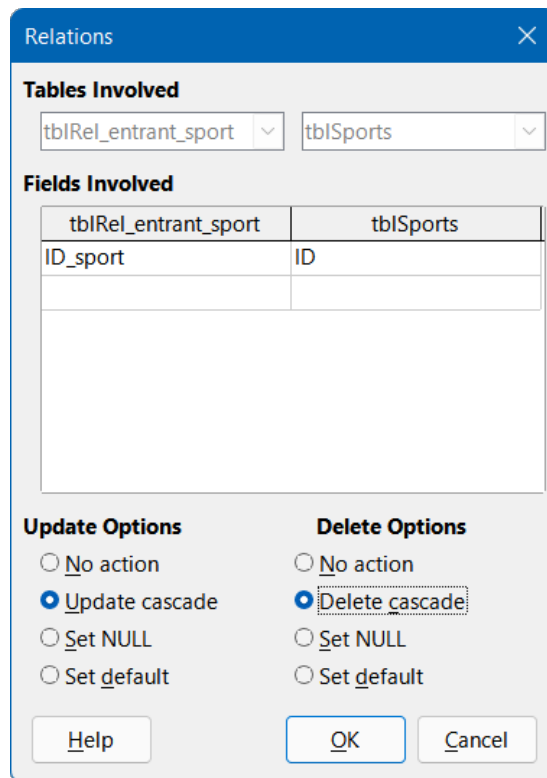 Relations
Tables Involved
tblRel_entrant_sport tblSports
Fields Involved
tblRel_entrant_sport tblSports
ID_sport ID
Update Options Delete Options
No action No action
Update cascade Delete cascade
Set NULL Set NULL
Set default Set default
Help OK Cancel